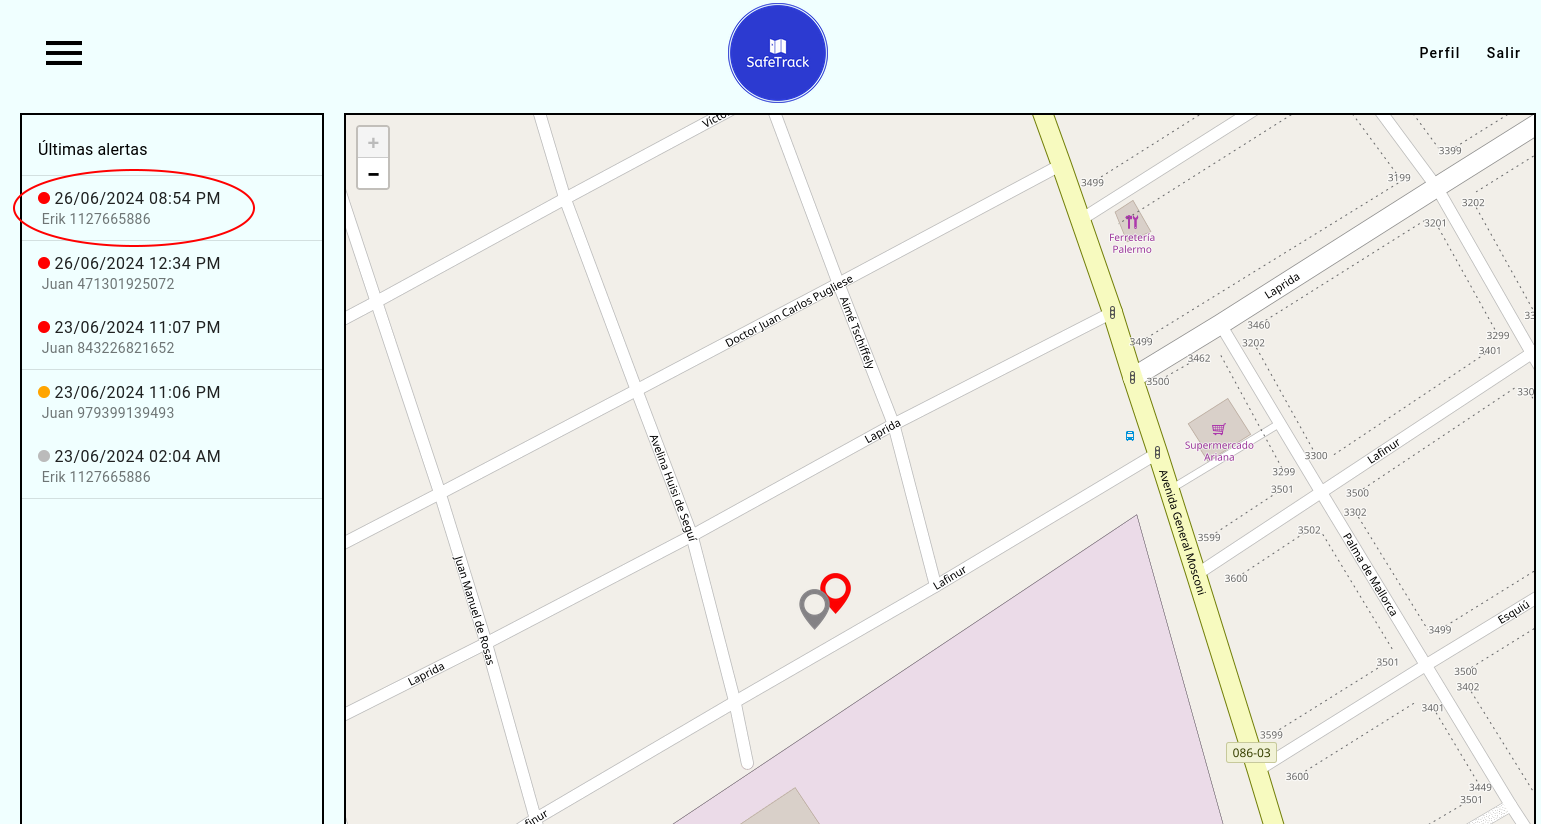 SafeTrack
Perfil
Salir
Últimas alertas
26/06/2024 08:54 PM
Erik 1127665886
26/06/2024 12:34 PM
Juan 471301925072
23/06/2024 11:07 PM
Juan 843226821652
23/06/2024 11:06 PM
Juan 979399139493
23/06/2024 02:04 AM
Erik 1127665886
+
−
3399
3499
3199
3202
3201
Ferretería
Palermo
Laprida
Doctor Juan Carlos Pugliese
Aimé Tschiffely
3460
3299
3499
3202
3401
3462
3500
Laprida
Supermercado
Ariana
Lafinur
3300
3299
3501
3500
3302
Avelina Huisi de Seguí
Avenida General Mosconi
3502
3599
Palma de Mallorca
Juan Manuel de Rosas
Lafinur
3600
Esquiú
3499
3501
3500
3402
Laprida
3401
3599
086-03
3600
3449
3501